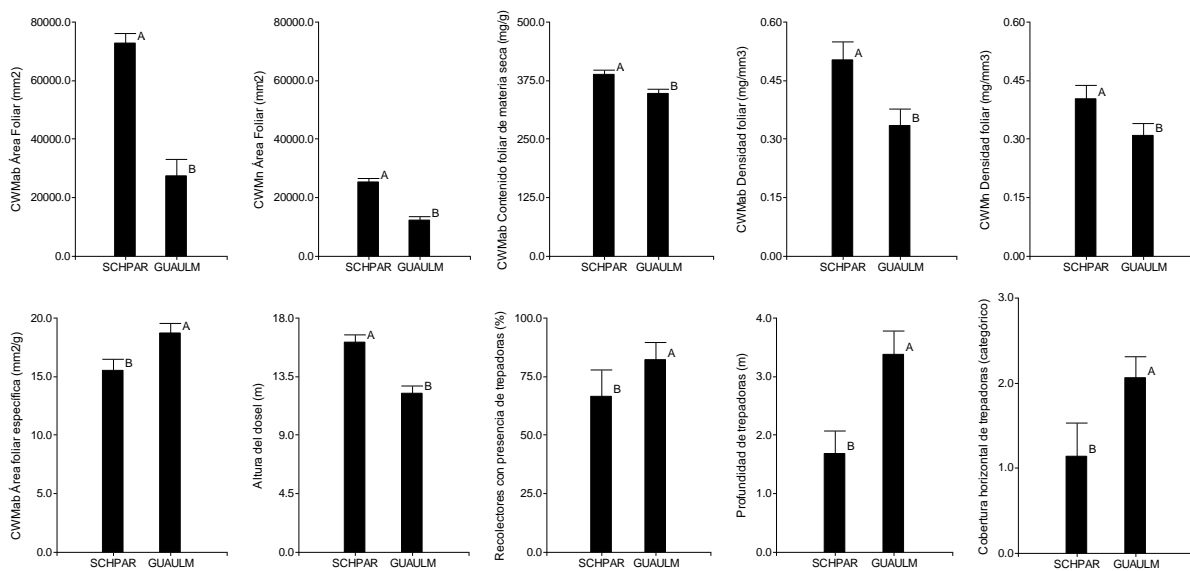 CWMab Área Foliar (mm2)
80000.0
60000.0
40000.0
20000.0
0.0
A
B
SCHPAR GUAULM
CWMn Área Foliar (mm2)
80000.0
60000.0
40000.0
20000.0
0.0
A
B
SCHPAR GUAULM
CWMab Contenido foliar de materia seca (mg/g)
500.0
375.0
250.0
125.0
0.0
A
B
SCHPAR GUAULM
CWMab Densidad foliar (mg/mm3)
0.60
0.45
0.30
0.15
0.00
A
B
SCHPAR GUAULM
CWMn Densidad foliar (mg/mm3)
0.60
0.45
0.30
0.15
0.00
A
B
SCHPAR GUAULM
CWMab Área foliar específica (mm2/g)
20.0
15.0
10.0
5.0
0.0
B
A
SCHPAR GUAULM
Altura del dosel (m)
18.0
13.5
9.0
4.5
0.0
A
B
SCHPAR GUAULM
Recolectores con presencia de trepadoras (%)
100.0
75.0
50.0
25.0
0.0
B
A
SCHPAR GUAULM
Profundidad de trepadoras (m)
4.0
3.0
2.0
1.0
0.0
B
A
SCHPAR GUAULM
Cobertura horizontal de trepadoras (categórico)
3.0
2.0
1.0
0.0
B
A
SCHPAR GUAULM